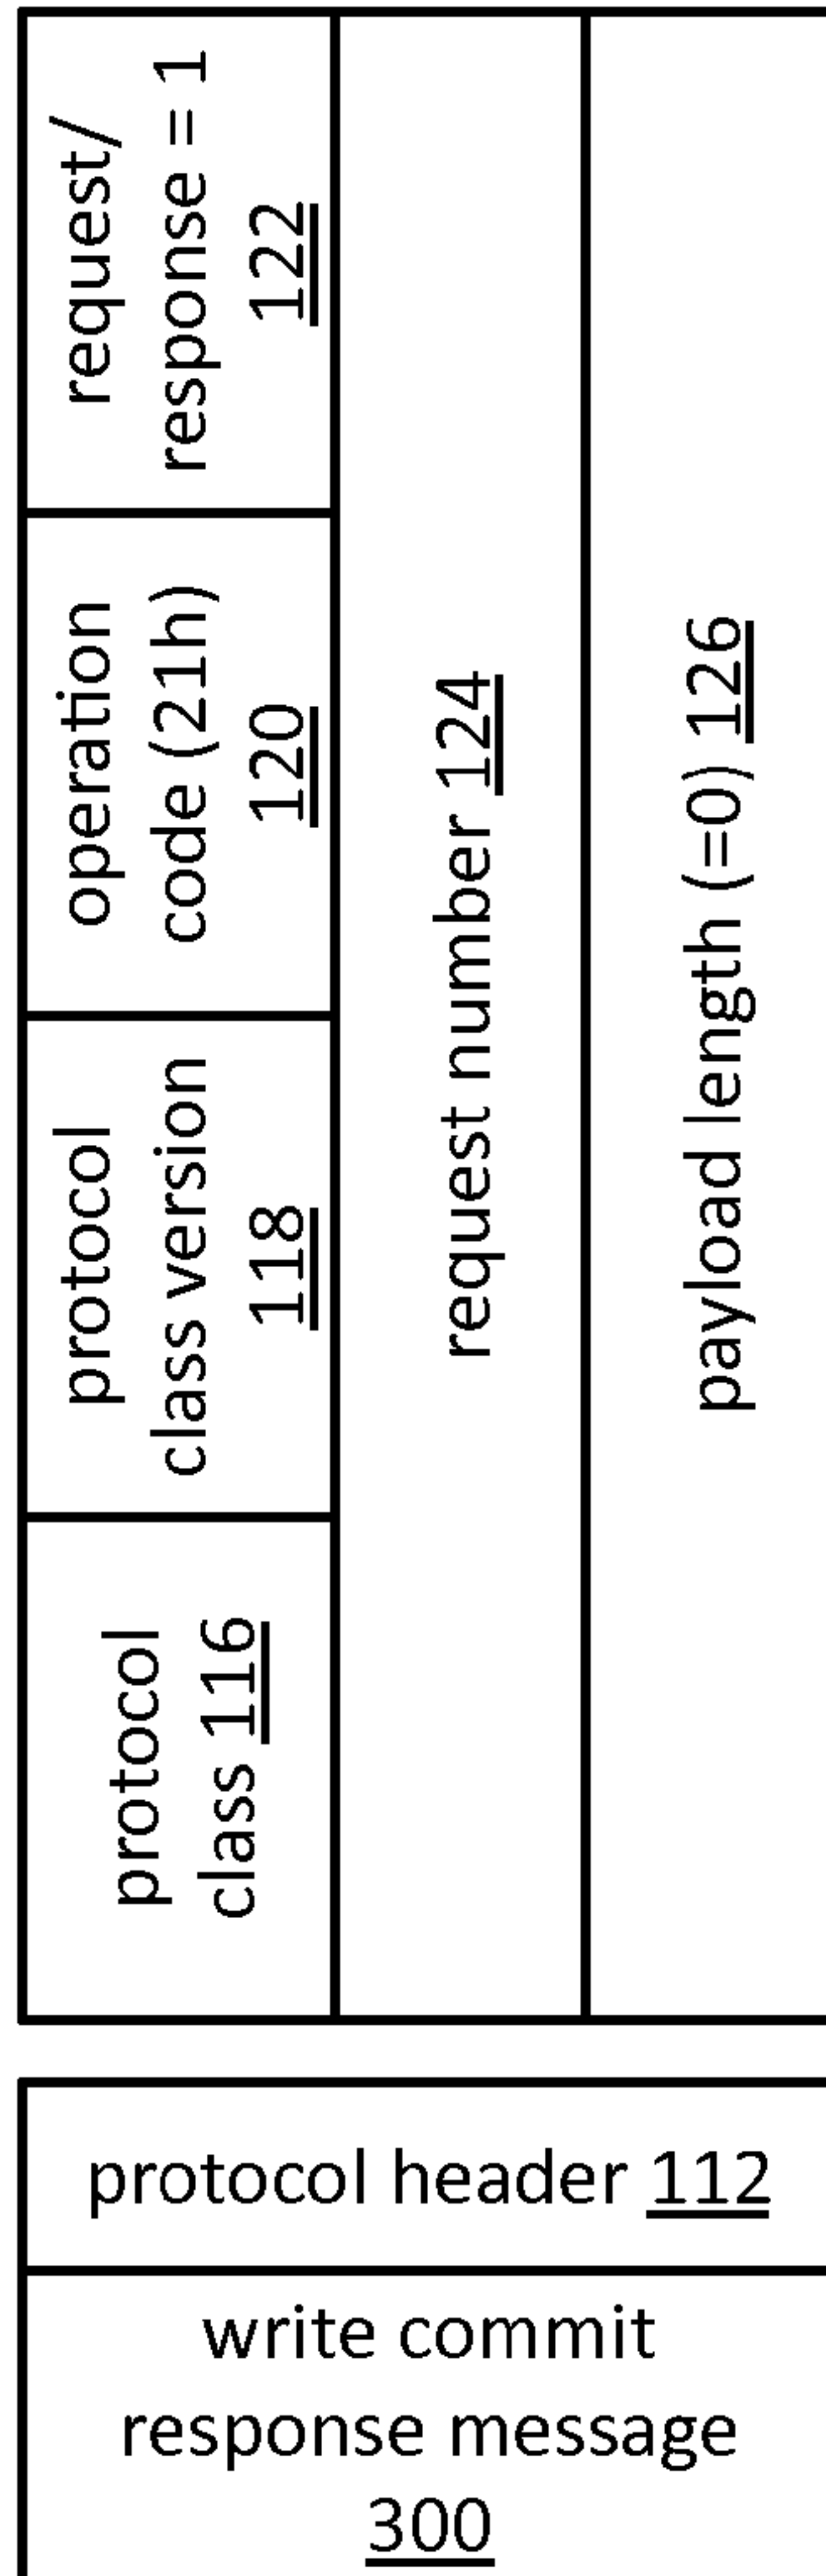 protocol
class 116
protocol
class version
118
operation
code (21h)
120
request/
response = 1
122
request number 124
payload length (=0) 126
protocol header 112
write commit
response message
300